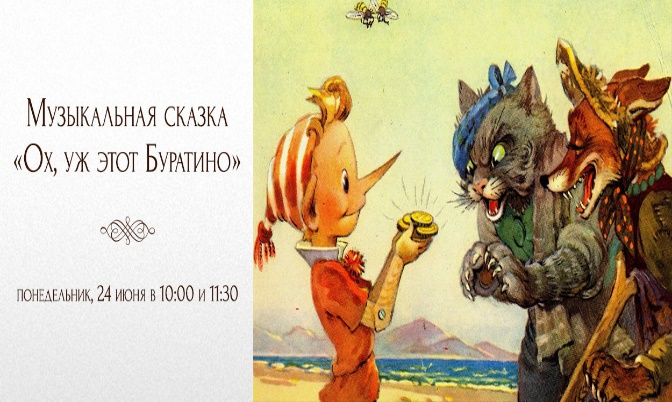 Музыкальная сказка
«Ох, уж этот Буратино»
понедельник, 24 июня в 10:00 и 11:30